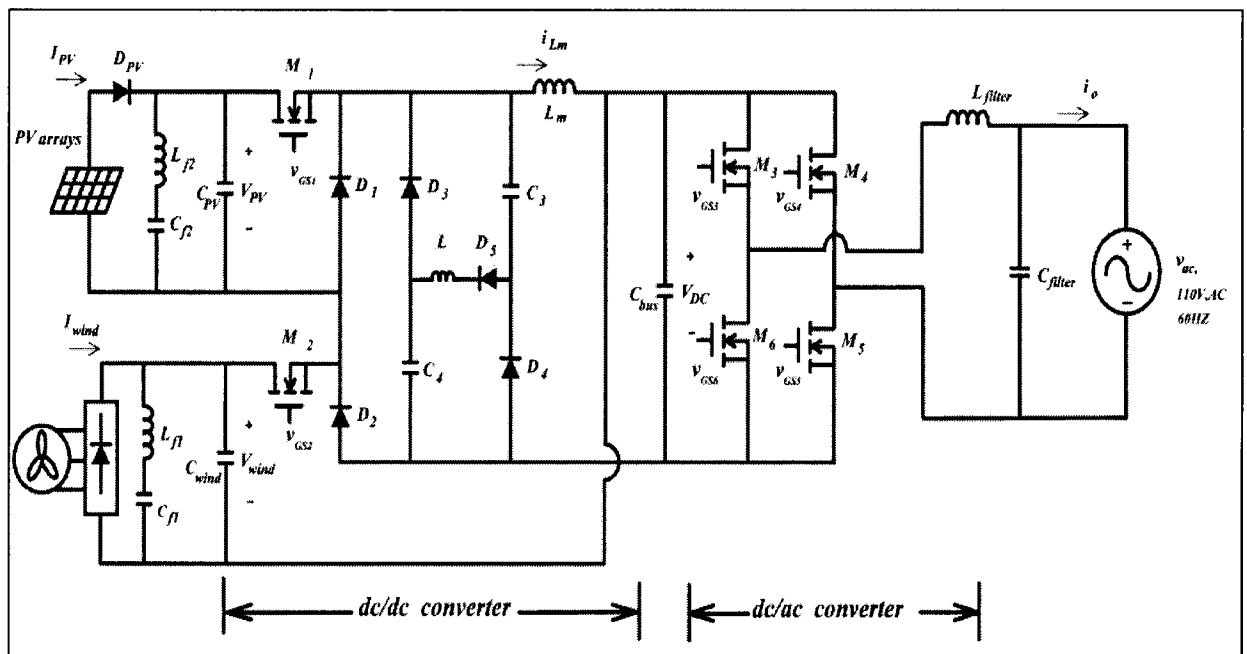 I_PV
D_PV
M_1
i_Lm
L_m
L_filter
i_o
PV arrays
L_f2
C_f2
C_PV
+
V_PV
-
v_GS1
D_1
D_3
C_3
L
D_5
C_4
D_4
M_3
M_4
v_GS3
v_GS4
+
C_bus
V_DC
-
M_6
M_5
v_GS6
v_GS5
C_filter
+
-
v_ac,
110V,AC
60HZ
I_wind
M_2
D_2
v_GS2
L_f1
C_f1
C_wind
+
V_wind
-
dc/dc converter
dc/ac converter